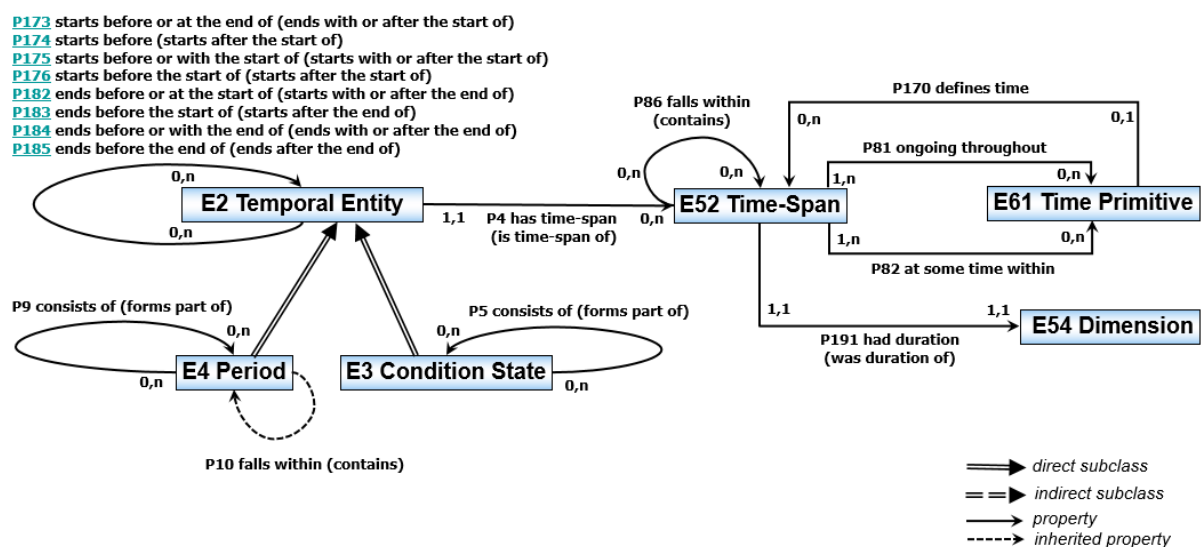 P173 starts before or at the end of (ends with or after the start of)
P174 starts before (starts after the start of)
P175 starts before or with the start of (starts with or after the start of)
P176 starts before the start of (starts after the start of)
P182 ends before or at the start of (starts with or after the end of)
P183 ends before the start of (starts after the end of)
P184 ends before or with the end of (ends with or after the end of)
P185 ends before the end of (ends after the end of)
0,n
E2 Temporal Entity
0,n
1,1
P4 has time-span
(is time-span of)
0,n
P86 falls within
(contains)
0,n
0,n
E52 Time-Span
P170 defines time
0,n
0,1
P81 ongoing throughout
1,n
0,n
E61 Time Primitive
1,n
0,n
P82 at some time within
1,1
1,1
P191 had duration
(was duration of)
E54 Dimension
P9 consists of (forms part of)
0,n
E4 Period
0,n
P5 consists of (forms part of)
0,n
E3 Condition State
0,n
P10 falls within (contains)
direct subclass
indirect subclass
property
inherited property